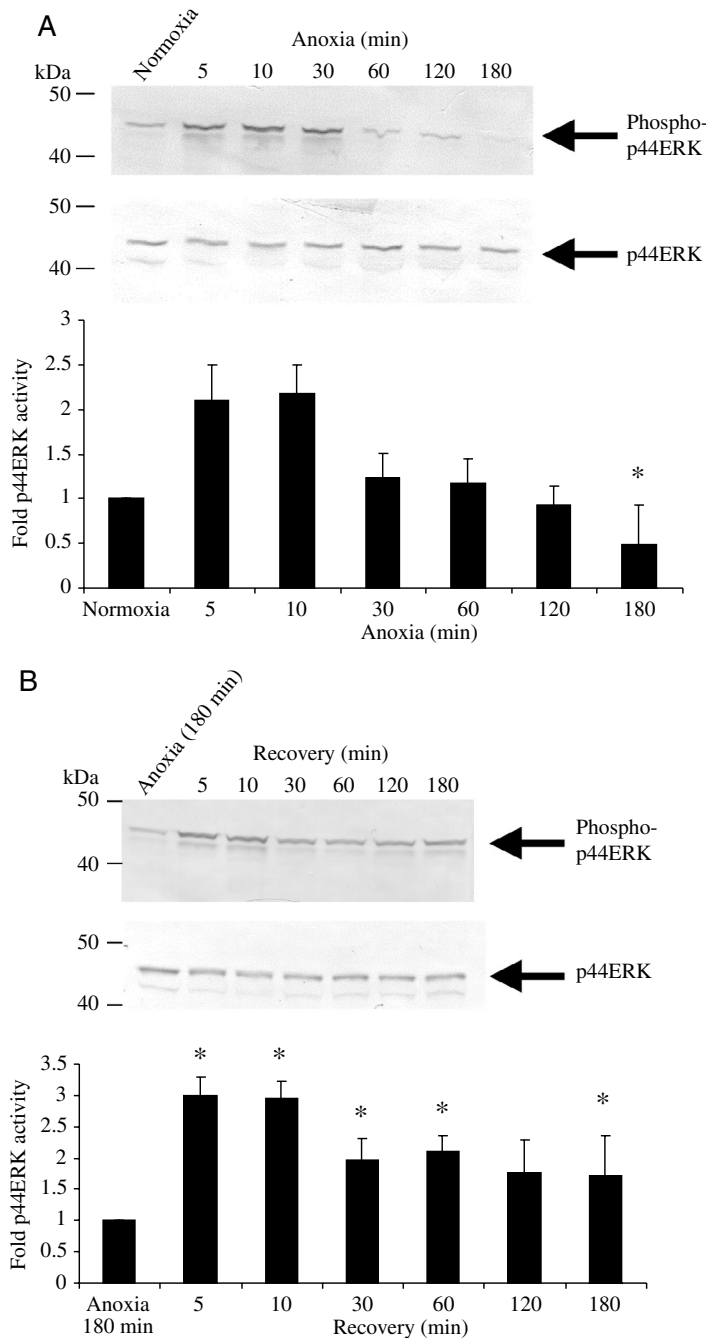 A
Normoxia
Anoxia (min)
kDa 5 10 30 60 120 180
50
40
Phospho-
p44ERK
50
40
p44ERK
Fold p44ERK activity
3
2.5
2
1.5
1
0.5
0
*
Normoxia 5 10 30 60 120 180
Anoxia (min)
B
Anoxia (180 min)
Recovery (min)
kDa 5 10 30 60 120 180
50
40
Phospho-
p44ERK
50
40
p44ERK
Fold p44ERK activity
3.5
3
2.5
2
1.5
1
0.5
0
* * * * *
Anoxia 5 10 30 60 120 180
180 min Recovery (min)